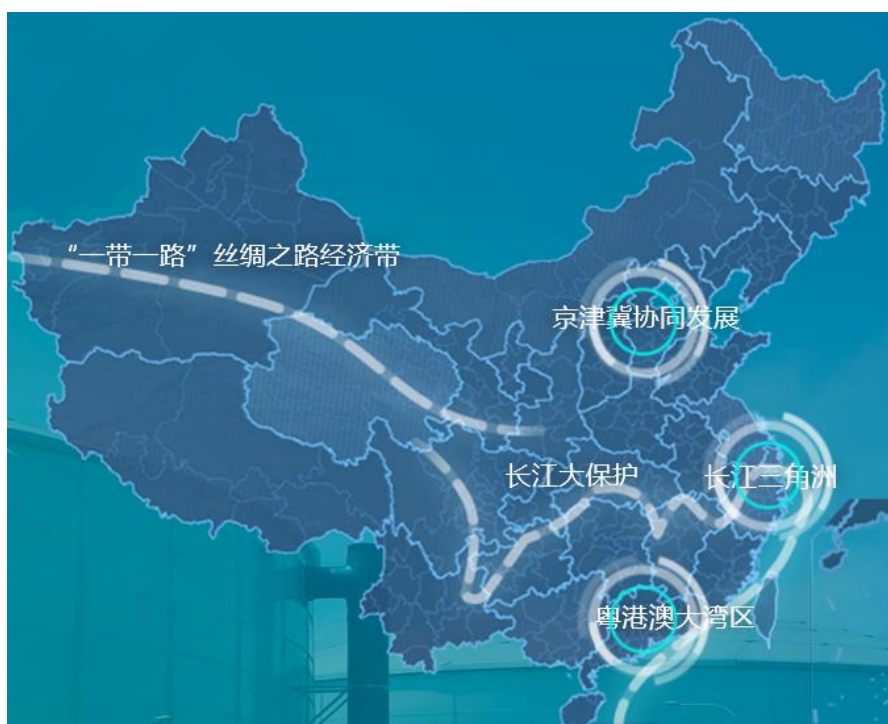 “一带一路”丝绸之路经济带
京津冀协同发展
长江大保护
长江三角洲
粤港澳大湾区